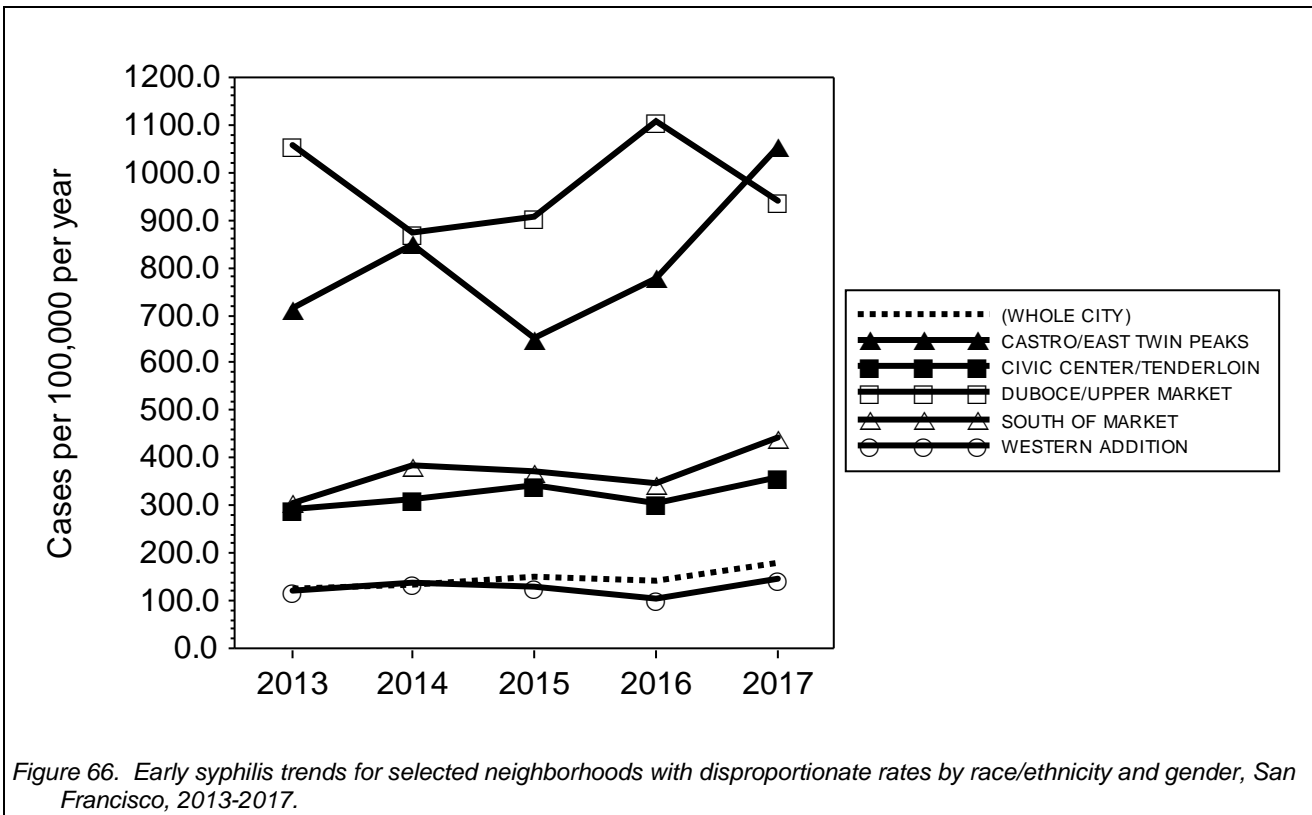 1200.0
1100.0
1000.0
900.0
800.0
700.0
600.0
500.0
400.0
300.0
200.0
100.0
0.0
Cases per 100,000 per year
2013 2014 2015 2016 2017
(WHOLE CITY)
CASTRO/EAST TWIN PEAKS
CIVIC CENTER/TENDERLOIN
DUBOCE/UPPER MARKET
SOUTH OF MARKET
WESTERN ADDITION
Figure 66. Early syphilis trends for selected neighborhoods with disproportionate rates by race/ethnicity and gender, San
Francisco, 2013-2017.